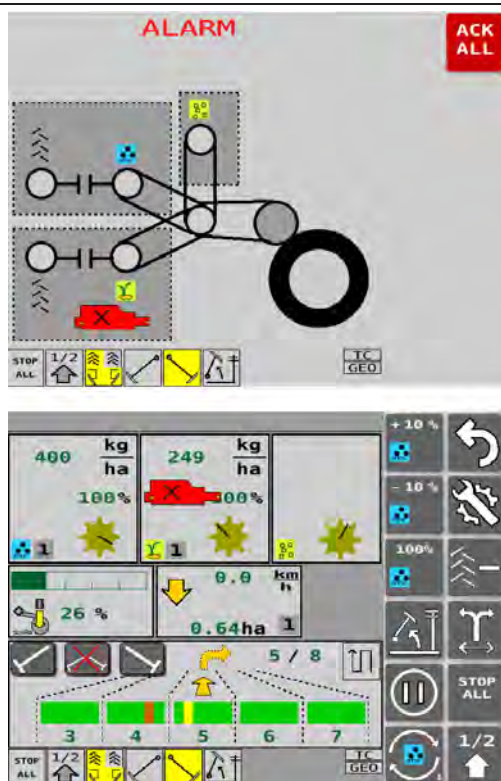 ALARM
ACK
ALL
STOP
ALL
1/2
TC
GEO
400 kg
ha
100%
1
249 kg
ha
00%
1
26 %
0.0 km
h
0.64ha 1
5 / 8
3 4 5 6 7
STOP
ALL
1/2
TC
GEO
+ 10 %
- 10 %
100%
STOP
ALL
1/2